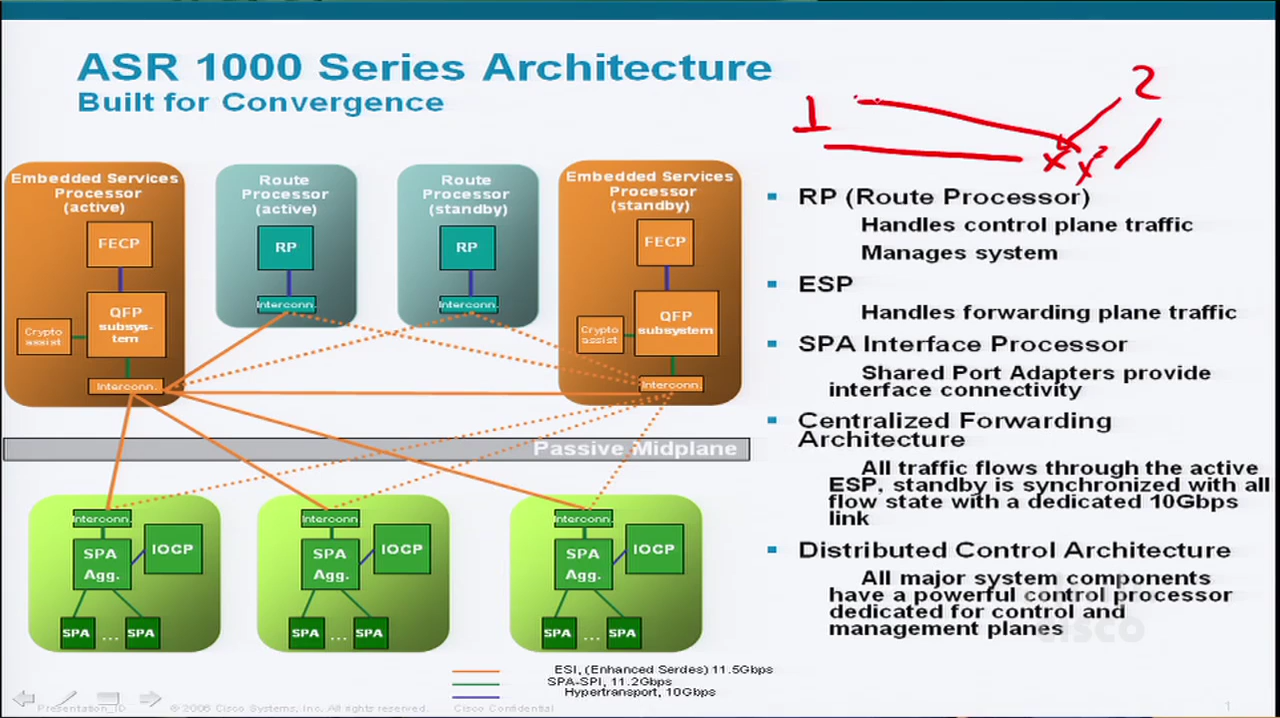 ASR 1000 Series Architecture
Built for Convergence
1
2
Embedded Services
Processor
(active)
FECP
QFP
subsys-
tem
Crypto
assist
Interconn.
Route
Processor
(active)
RP
Interconn.
Route
Processor
(standby)
RP
Interconn.
Embedded Services
Processor
(standby)
FECP
QFP
subsystem
Crypto
assist
Interconn.
Passive Midplane
Interconn.
SPA
Agg.
IOCP
SPA
...
SPA
Interconn
SPA
Agg.
IOCP
SPA
...
SPA
Interconn.
SPA
Agg.
IOCP
SPA
...
SPA
RP (Route Processor)
Handles control plane traffic
Manages system
ESP
Handles forwarding plane traffic
SPA Interface Processor
Shared Port Adapters provide
interface connectivity
Centralized Forwarding
Architecture
All traffic flows through the active
ESP, standby is synchronized with all
flow state with a dedicated 10Gbps
link
Distributed Control Architecture
All major system components
have a powerful control processor
dedicated for control and
management planes
cisco
ESI, (Enhanced Serdes) 11.5Gbps
SPA-SPI, 11.2Gbps
Hypertransport, 10Gbps
Presentation_ID
© 2006 Cisco Systems, Inc. All rights reserved.
Cisco Confidential
1